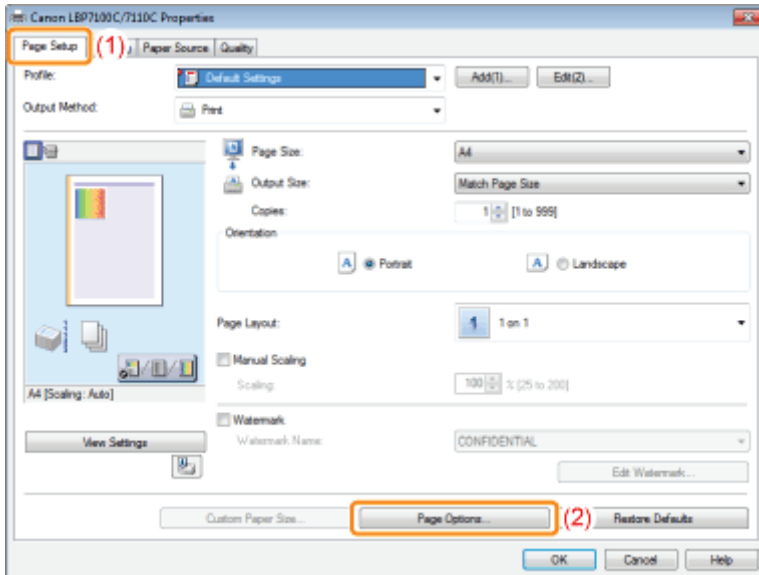 Canon LBP7100C/7110C Properties
Page Setup (1) Paper Source Quality
Profile: Default Settings Add(1)... Edit(2)...
Output Method: Print
Page Size: A4
Output Size: Match Page Size
Copies: 1 [1 to 999]
Orientation
A Portrait A Landscape
Page Layout: 1 1 on 1
Manual Scaling
Scaling: 100 % [25 to 200]
A4 [Scaling: Auto]
Watermark
View Settings Watermark Name: CONFIDENTIAL
Edit Watermark...
Custom Paper Size... Page Options... (2) Restore Defaults
OK Cancel Help